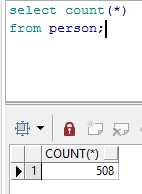 select count(*)
from person;
COUNT(*)
1 508